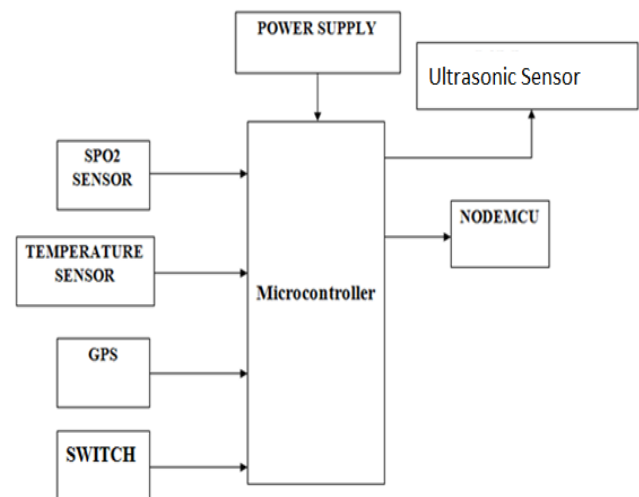 POWER SUPPLY
Ultrasonic Sensor
SPO2
SENSOR
NODEMCU
TEMPERATURE
SENSOR
Microcontroller
GPS
SWITCH